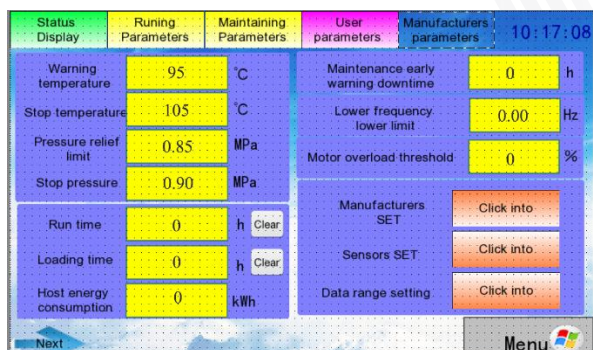 Status Display
Runing Parameters
Maintaining Parameters
User parameters
Manufacturers parameters
10:17:08
Warning temperature 95 °C
Stop temperature 105 °C
Pressure relief limit 0.85 MPa
Stop pressure 0.90 MPa
Run time 0 h Clear
Loading time 0 h Clear
Host energy consumption 0 kWh
Maintenance early warning downtime 0 h
Lower frequency lower limit 0.00 Hz
Motor overload threshold 0 %
Manufacturers SET Click into
Sensors SET Click into
Data range setting Click into
Next
Menu